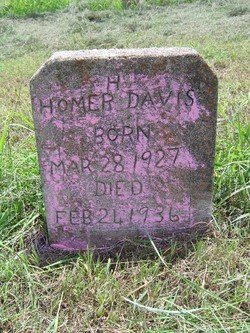 H
HOMER DAVIS
BORN
MAR. 28 1927
DIED
FEB 21, 1936